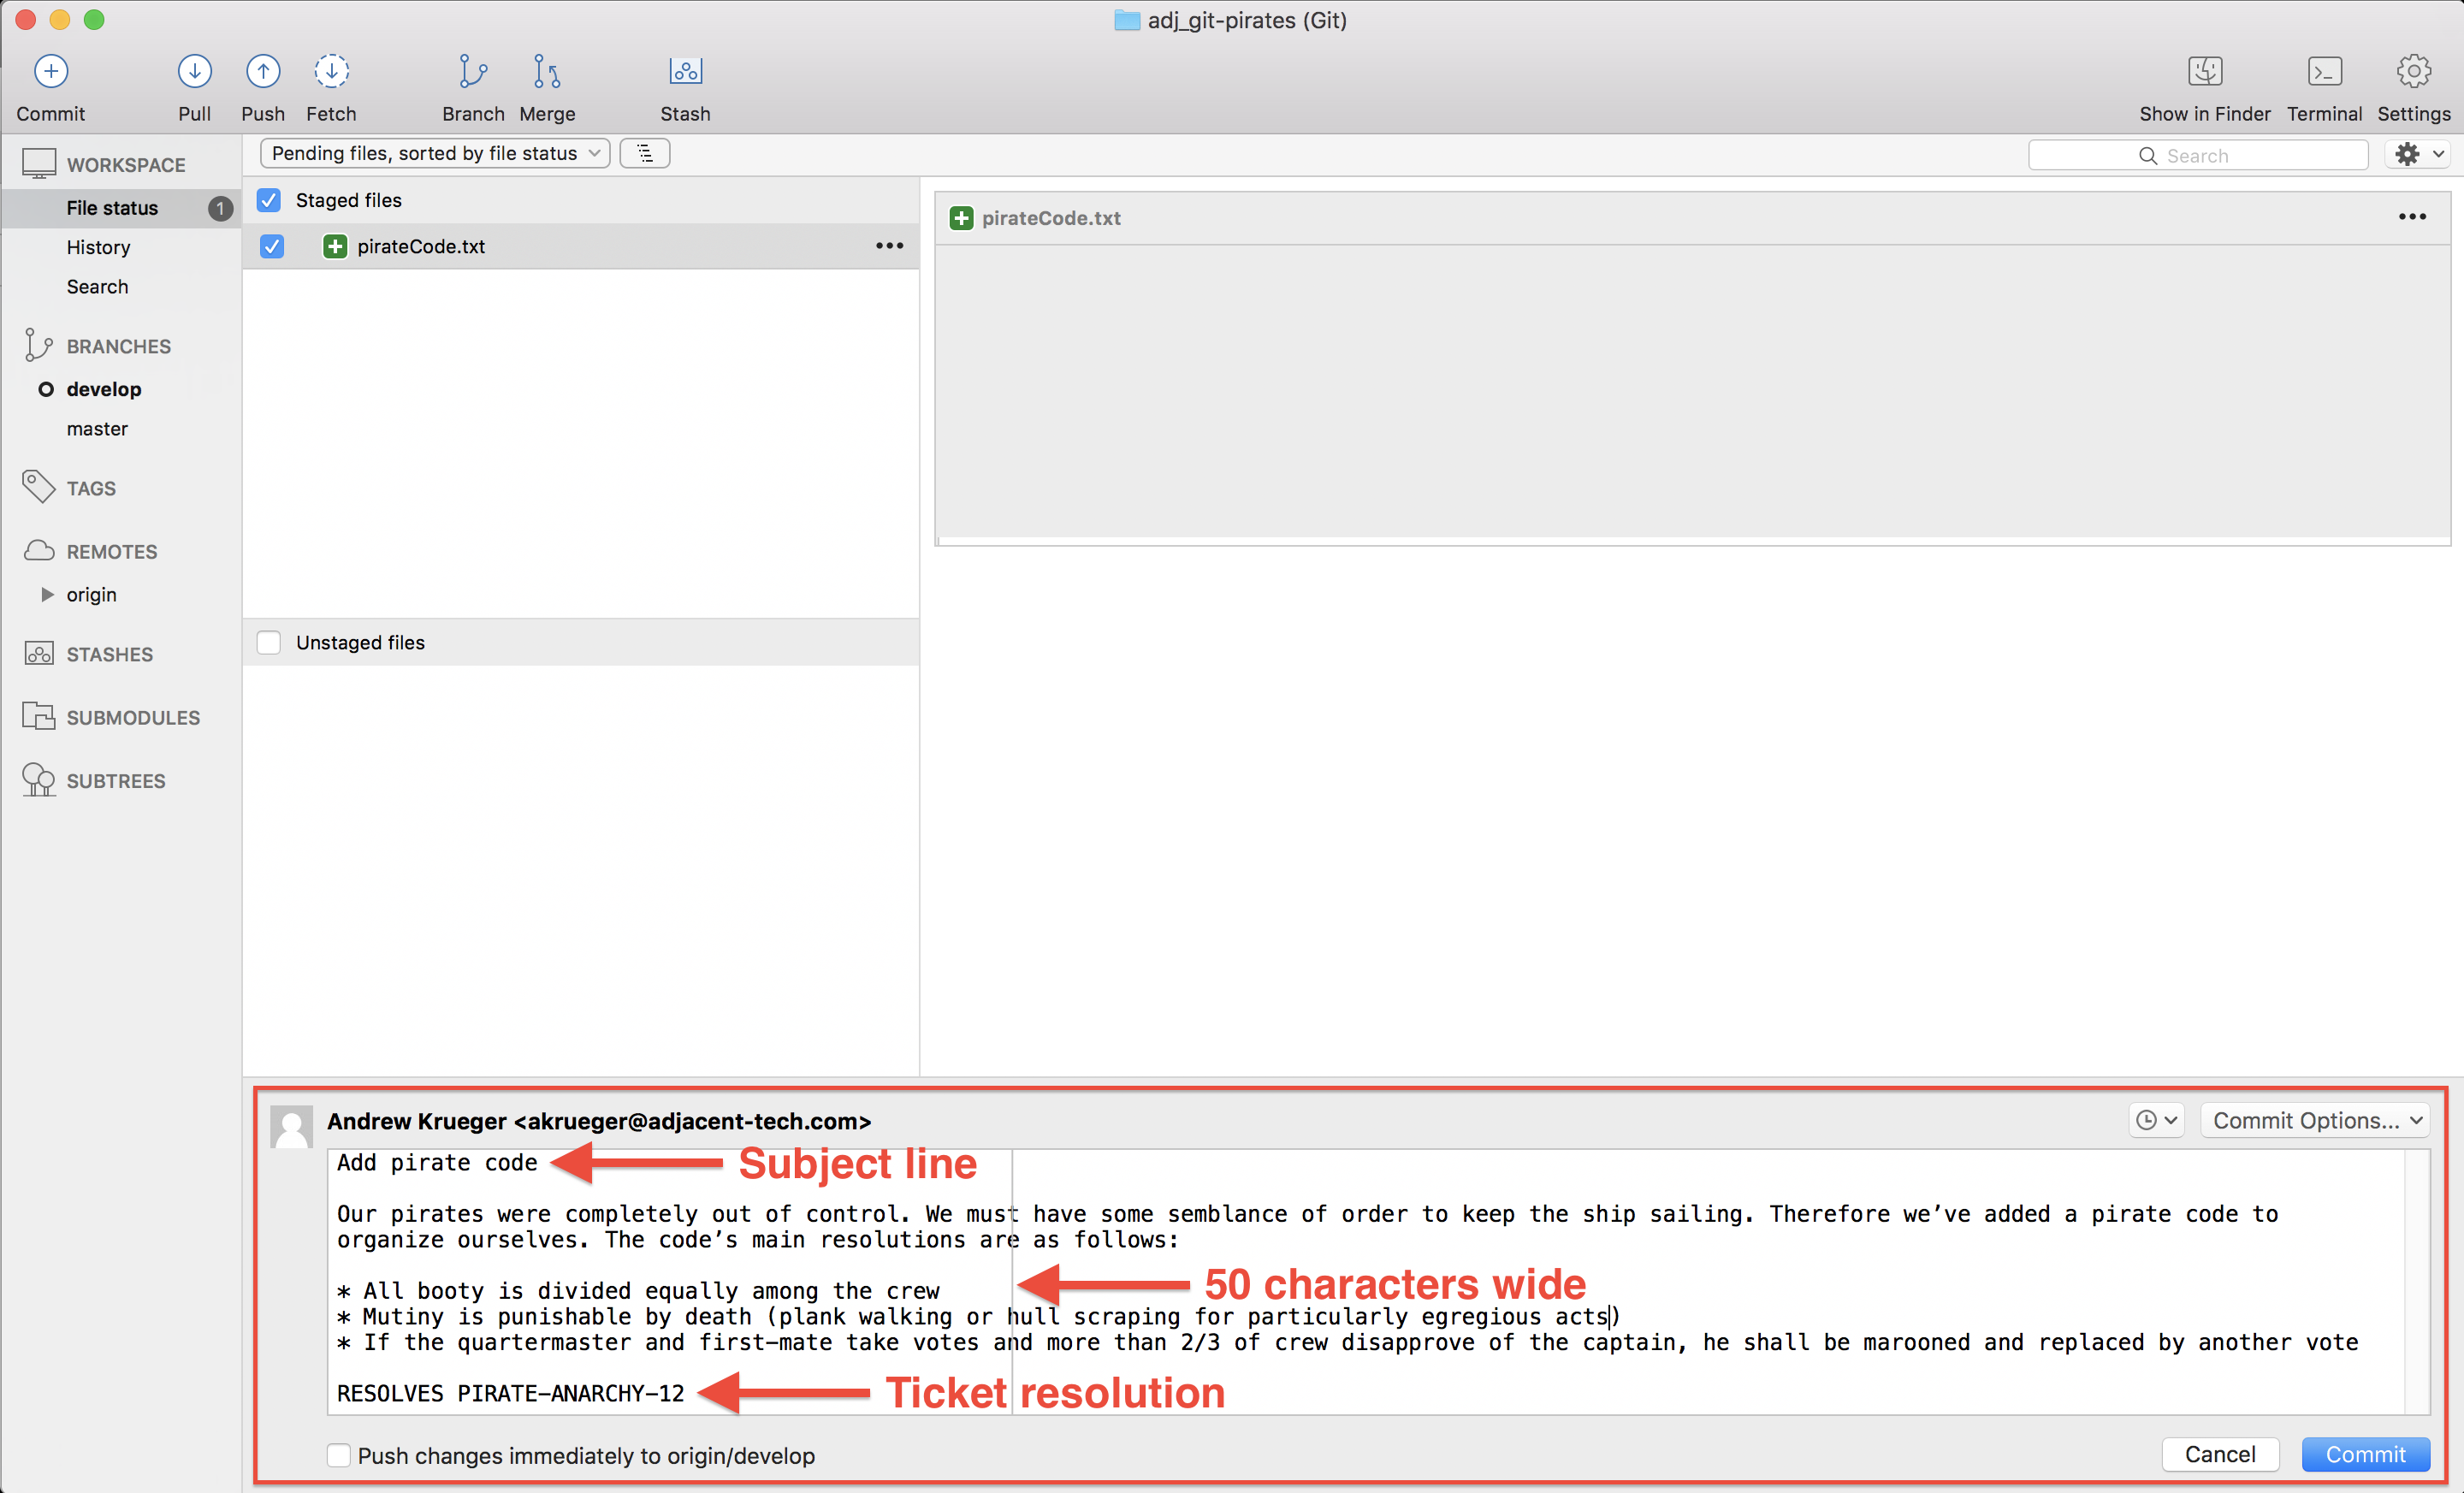 adj_git-pirates (Git)
Commit Pull Push Fetch Branch Merge Stash Show in Finder Terminal Settings
WORKSPACE
File status 1
History
Search
BRANCHES
develop
master
TAGS
REMOTES
origin
STASHES
SUBMODULES
SUBTREES
Pending files, sorted by file status
Search
Staged files
pirateCode.txt
Unstaged files
pirateCode.txt
Andrew Krueger <akrueger@adjacent-tech.com>
Commit Options...
Add pirate code
Subject line
Our pirates were completely out of control. We must have some semblance of order to keep the ship sailing. Therefore we’ve added a pirate code to
organize ourselves. The code’s main resolutions are as follows:
* All booty is divided equally among the crew
50 characters wide
* Mutiny is punishable by death (plank walking or hull scraping for particularly egregious acts)
* If the quartermaster and first-mate take votes and more than 2/3 of crew disapprove of the captain, he shall be marooned and replaced by another vote
RESOLVES PIRATE-ANARCHY-12
Ticket resolution
Push changes immediately to origin/develop
Cancel
Commit